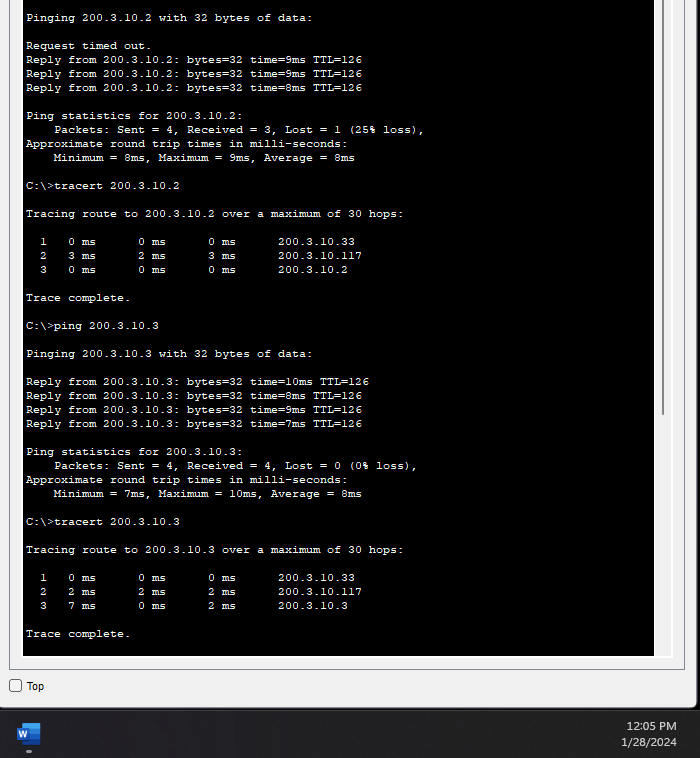 Pinging 200.3.10.2 with 32 bytes of data:
Request timed out.
Reply from 200.3.10.2: bytes=32 time=9ms TTL=126
Reply from 200.3.10.2: bytes=32 time=9ms TTL=126
Reply from 200.3.10.2: bytes=32 time=8ms TTL=126
Ping statistics for 200.3.10.2:
Packets: Sent = 4, Received = 3, Lost = 1 (25% loss),
Approximate round trip times in milli-seconds:
Minimum = 8ms, Maximum = 9ms, Average = 8ms
C:\>tracert 200.3.10.2
Tracing route to 200.3.10.2 over a maximum of 30 hops:
1 0 ms 0 ms 0 ms 200.3.10.33
2 3 ms 2 ms 3 ms 200.3.10.117
3 0 ms 0 ms 0 ms 200.3.10.2
Trace complete.
C:\>ping 200.3.10.3
Pinging 200.3.10.3 with 32 bytes of data:
Reply from 200.3.10.3: bytes=32 time=10ms TTL=126
Reply from 200.3.10.3: bytes=32 time=8ms TTL=126
Reply from 200.3.10.3: bytes=32 time=9ms TTL=126
Reply from 200.3.10.3: bytes=32 time=7ms TTL=126
Ping statistics for 200.3.10.3:
Packets: Sent = 4, Received = 4, Lost = 0 (0% loss),
Approximate round trip times in milli-seconds:
Minimum = 7ms, Maximum = 10ms, Average = 8ms
C:\>tracert 200.3.10.3
Tracing route to 200.3.10.3 over a maximum of 30 hops:
1 0 ms 0 ms 0 ms 200.3.10.33
2 2 ms 2 ms 2 ms 200.3.10.117
3 7 ms 0 ms 2 ms 200.3.10.3
Trace complete.
Top
W
12:05 PM
1/28/2024